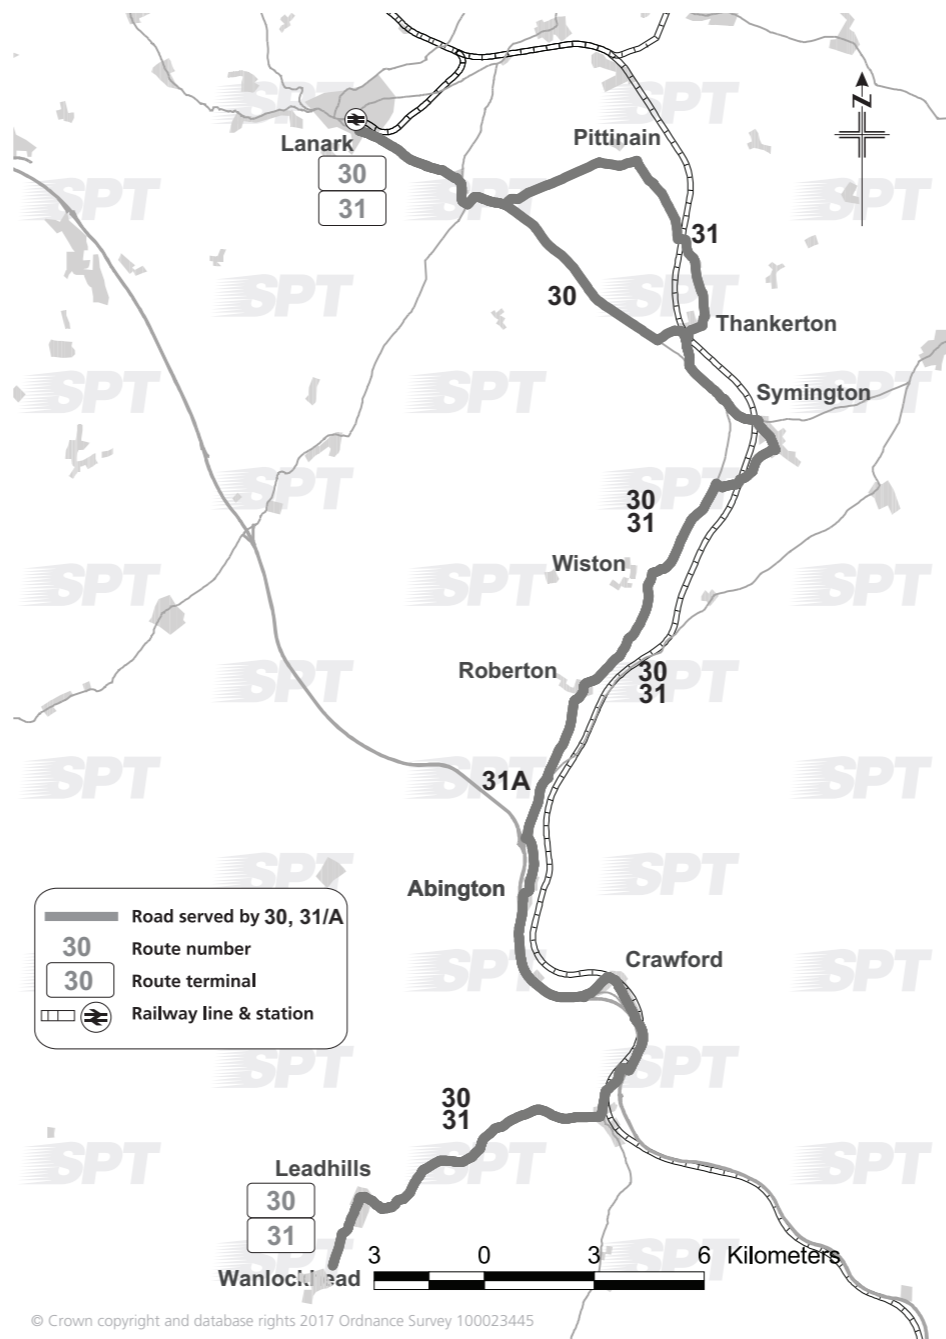 SPT
N
Lanark
30
31
Pittinain
31
30
Thankerton
Symington
30
31
Wiston
Roberton
30
31
31A
Abington
Crawford
Road served by 30, 31/A
30 Route number
30 Route terminal
Railway line & station
30
31
Leadhills
30
31
Wanlockhead
3 0 3 6 Kilometers
© Crown copyright and database rights 2017 Ordnance Survey 100023445